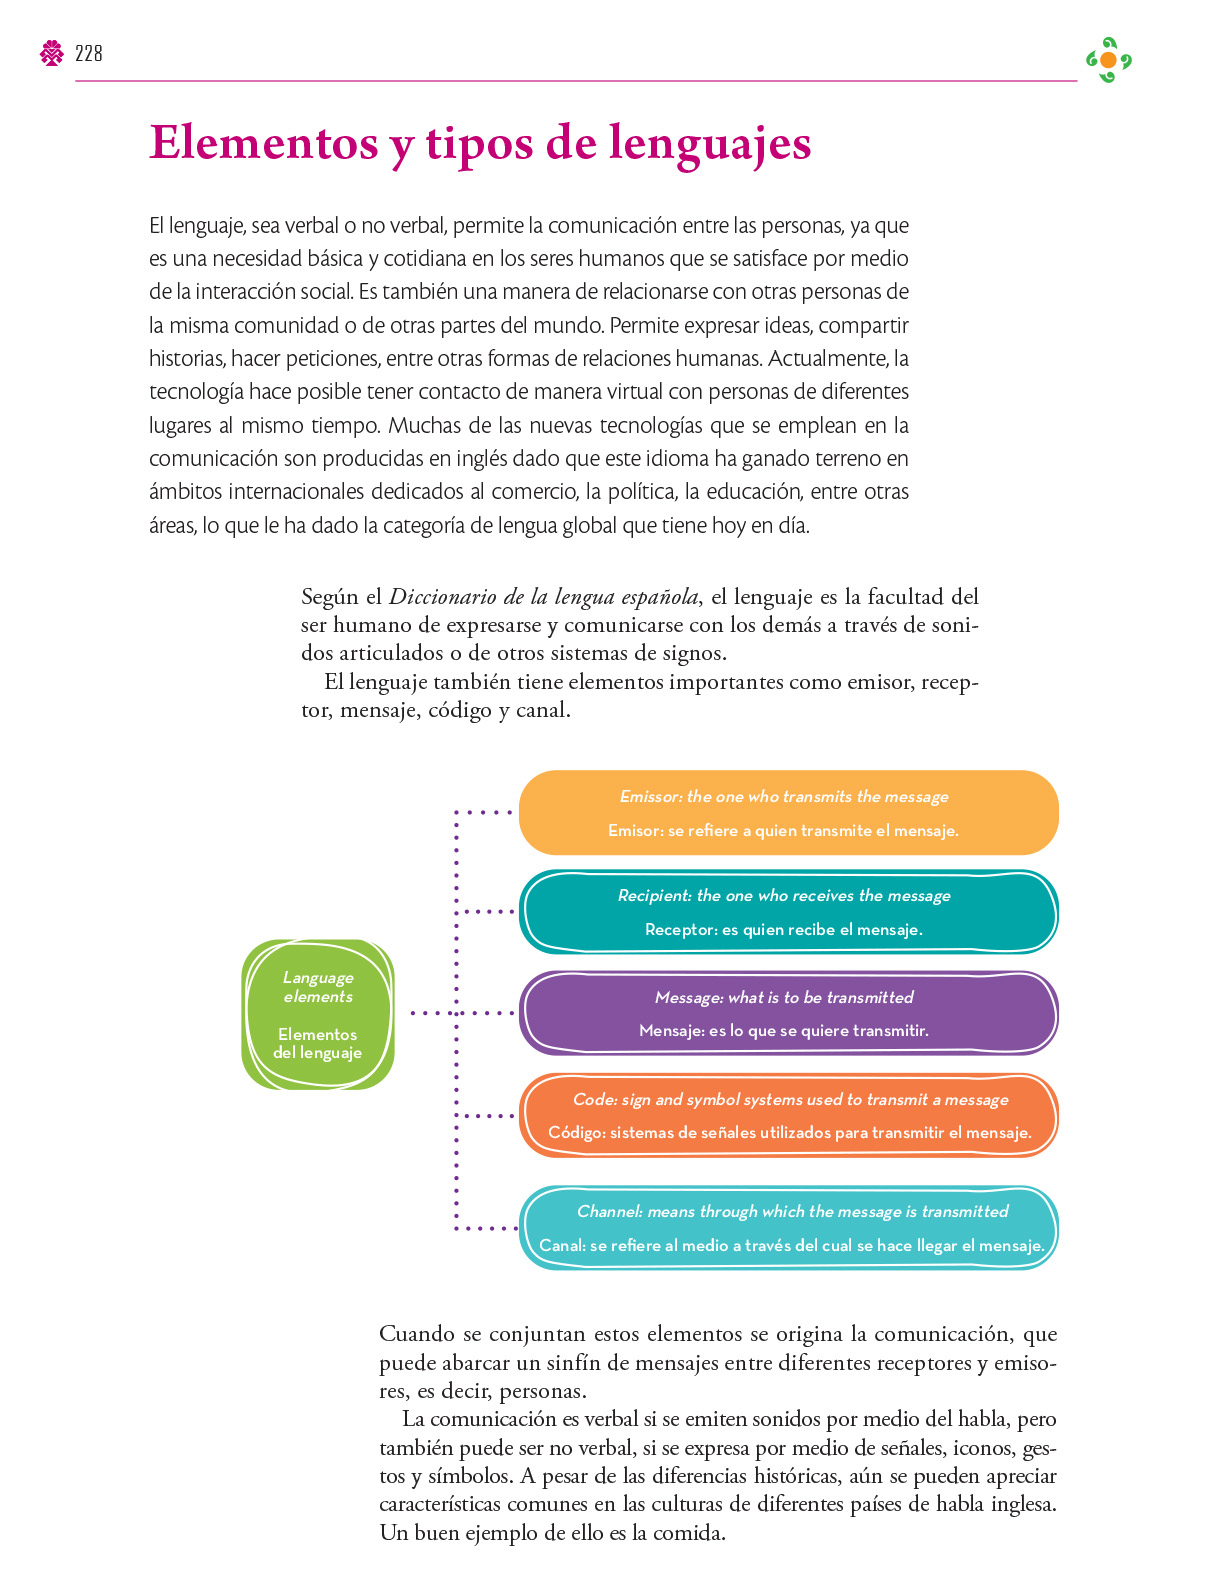 228
Elementos y tipos de lenguajes
El lenguaje, sea verbal o no verbal, permite la comunicación entre las personas, ya que
es una necesidad básica y cotidiana en los seres humanos que se satisface por medio
de la interacción social. Es también una manera de relacionarse con otras personas de
la misma comunidad o de otras partes del mundo. Permite expresar ideas, compartir
historias, hacer peticiones, entre otras formas de relaciones humanas. Actualmente, la
tecnología hace posible tener contacto de manera virtual con personas de diferentes
lugares al mismo tiempo. Muchas de las nuevas tecnologías que se emplean en la
comunicación son producidas en inglés dado que este idioma ha ganado terreno en
ámbitos internacionales dedicados al comercio, la política, la educación, entre otras
áreas, lo que le ha dado la categoría de lengua global que tiene hoy en día.
Según el Diccionario de la lengua española, el lenguaje es la facultad del
ser humano de expresarse y comunicarse con los demás a través de soni-
dos articulados o de otros sistemas de signos.
El lenguaje también tiene elementos importantes como emisor, recep-
tor, mensaje, código y canal.
Language
elements
Elementos
del lenguaje
Emissor: the one who transmits the message
Emisor: se refiere a quien transmite el mensaje.
Recipient: the one who receives the message
Receptor: es quien recibe el mensaje.
Message: what is to be transmitted
Mensaje: es lo que se quiere transmitir.
Code: sign and symbol systems used to transmit a message
Código: sistemas de señales utilizados para transmitir el mensaje.
Channel: means through which the message is transmitted
Canal: se refiere al medio a través del cual se hace llegar el mensaje.
Cuando se conjuntan estos elementos se origina la comunicación, que
puede abarcar un sinfín de mensajes entre diferentes receptores y emiso-
res, es decir, personas.
La comunicación es verbal si se emiten sonidos por medio del habla, pero
también puede ser no verbal, si se expresa por medio de señales, iconos, ges-
tos y símbolos. A pesar de las diferencias históricas, aún se pueden apreciar
características comunes en las culturas de diferentes países de habla inglesa.
Un buen ejemplo de ello es la comida.